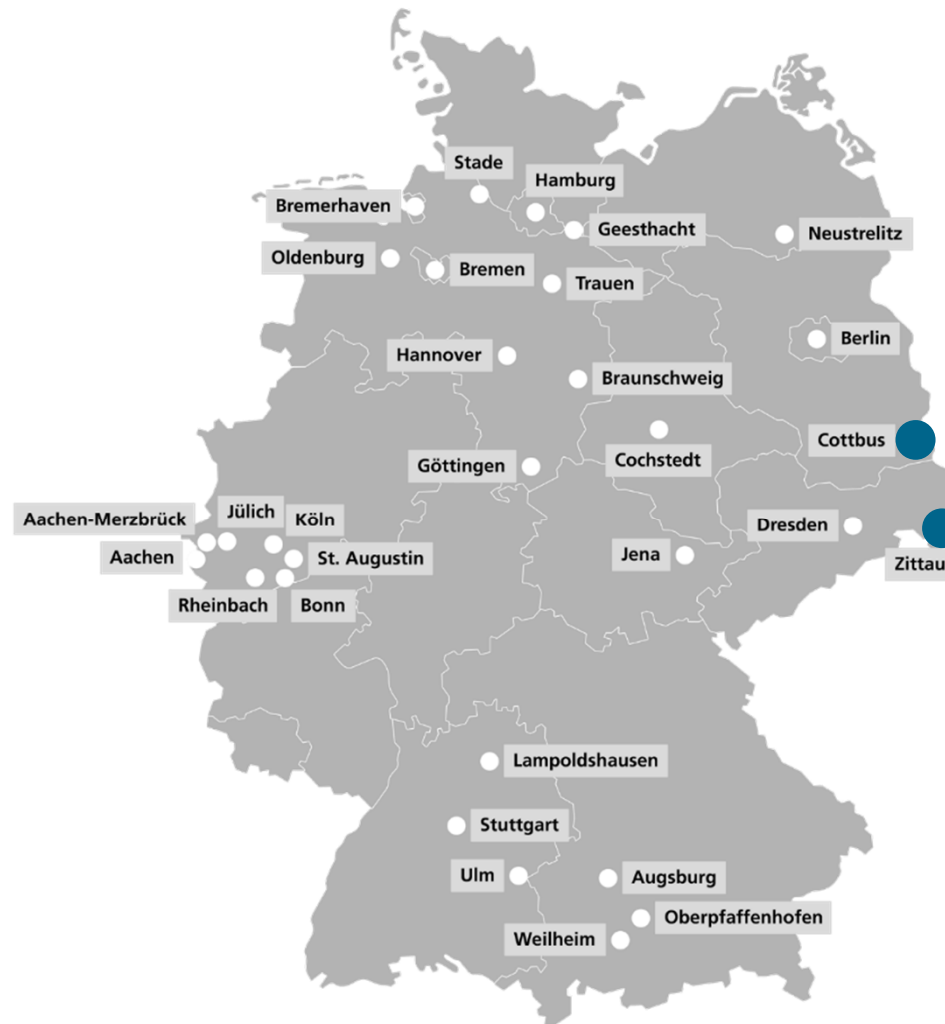 Stade
Hamburg
Bremerhaven
Geesthacht
Neustrelitz
Oldenburg
Bremen
Trauen
Berlin
Hannover
Braunschweig
Cottbus
Göttingen
Cochstedt
Aachen-Merzbrück
Jülich
Köln
Dresden
Aachen
St. Augustin
Jena
Zittau
Rheinbach
Bonn
Lampoldshausen
Stuttgart
Ulm
Augsburg
Oberpfaffenhofen
Weilheim